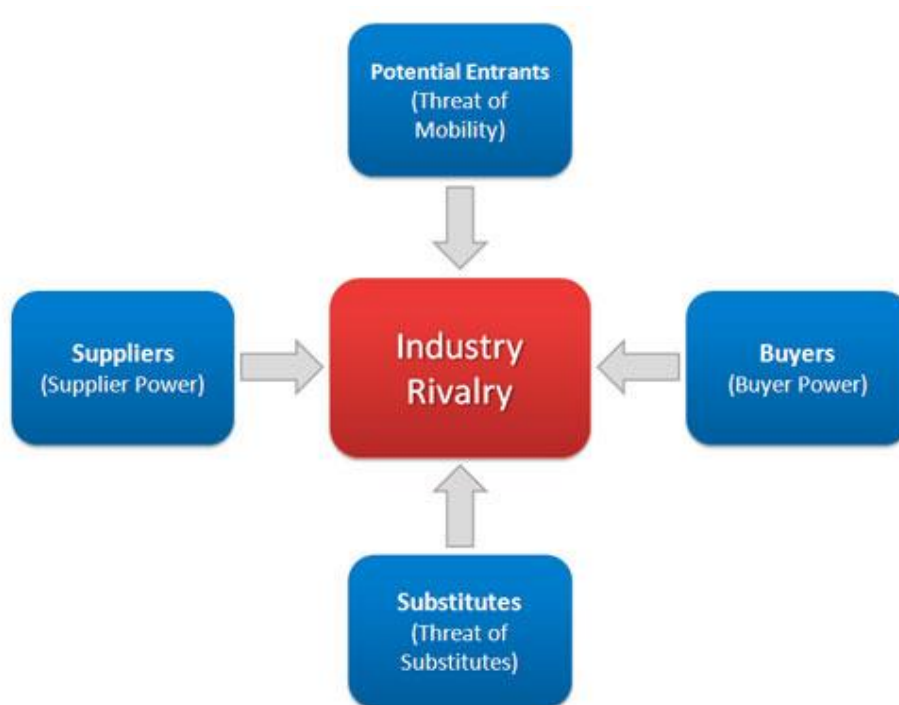 Potential Entrants
(Threat of
Mobility)
Suppliers
(Supplier Power)
Industry
Rivalry
Buyers
(Buyer Power)
Substitutes
(Threat of
Substitutes)